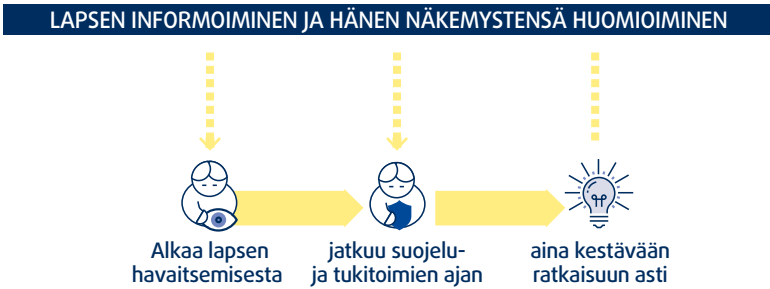 LAPSEN INFORMOIMINEN JA HÄNEN NÄKEMYSTENSÄ HUOMIOIMINEN
Alkaa lapsen
havaitsemisesta
jatkuu suojelu-
ja tukitoimien ajan
aina kestävään
ratkaisuun asti